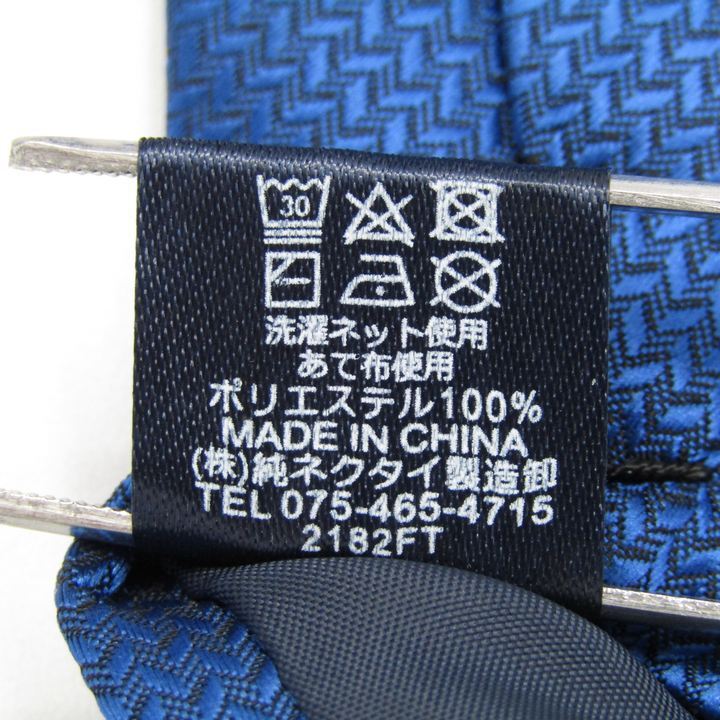 30
洗濯ネット使用
あて布使用
ポリエステル100%
MADE IN CHINA
(株)純ネクタイ製造卸
TEL 075-465-4715
2182FT